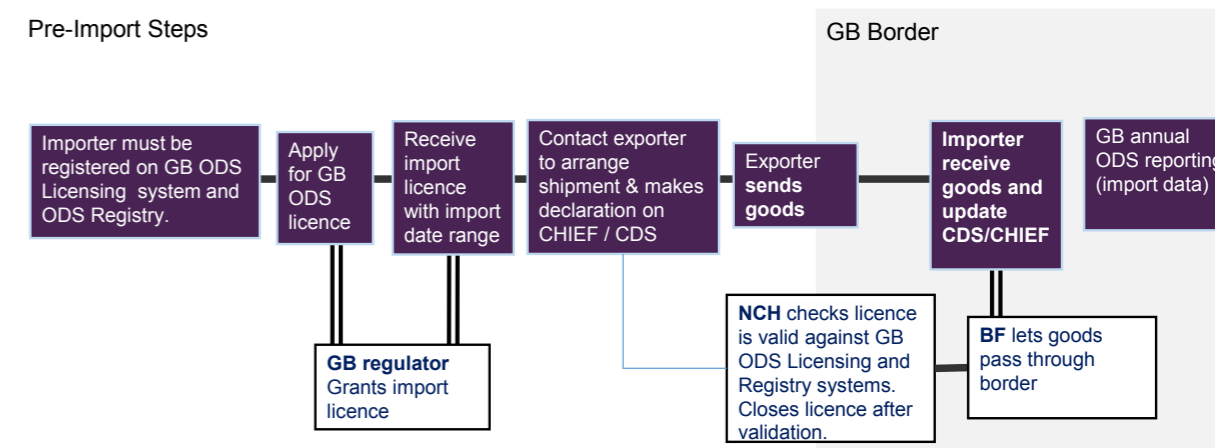 Pre-Import Steps
GB Border
Importer must be
registered on GB ODS
Licensing system and
ODS Registry.
Apply
for GB
ODS
licence
Receive
import
licence
with import
date range
Contact exporter
to arrange
shipment & makes
declaration on
CHIEF / CDS
Exporter
sends
goods
Importer
receive
goods and
update
CDS/CHIEF
GB annual
ODS reporting
(import data)
GB regulator
Grants import
licence
NCH checks licence
is valid against GB
ODS Licensing and
Registry systems.
Closes licence after
validation.
BF lets goods
pass through
border